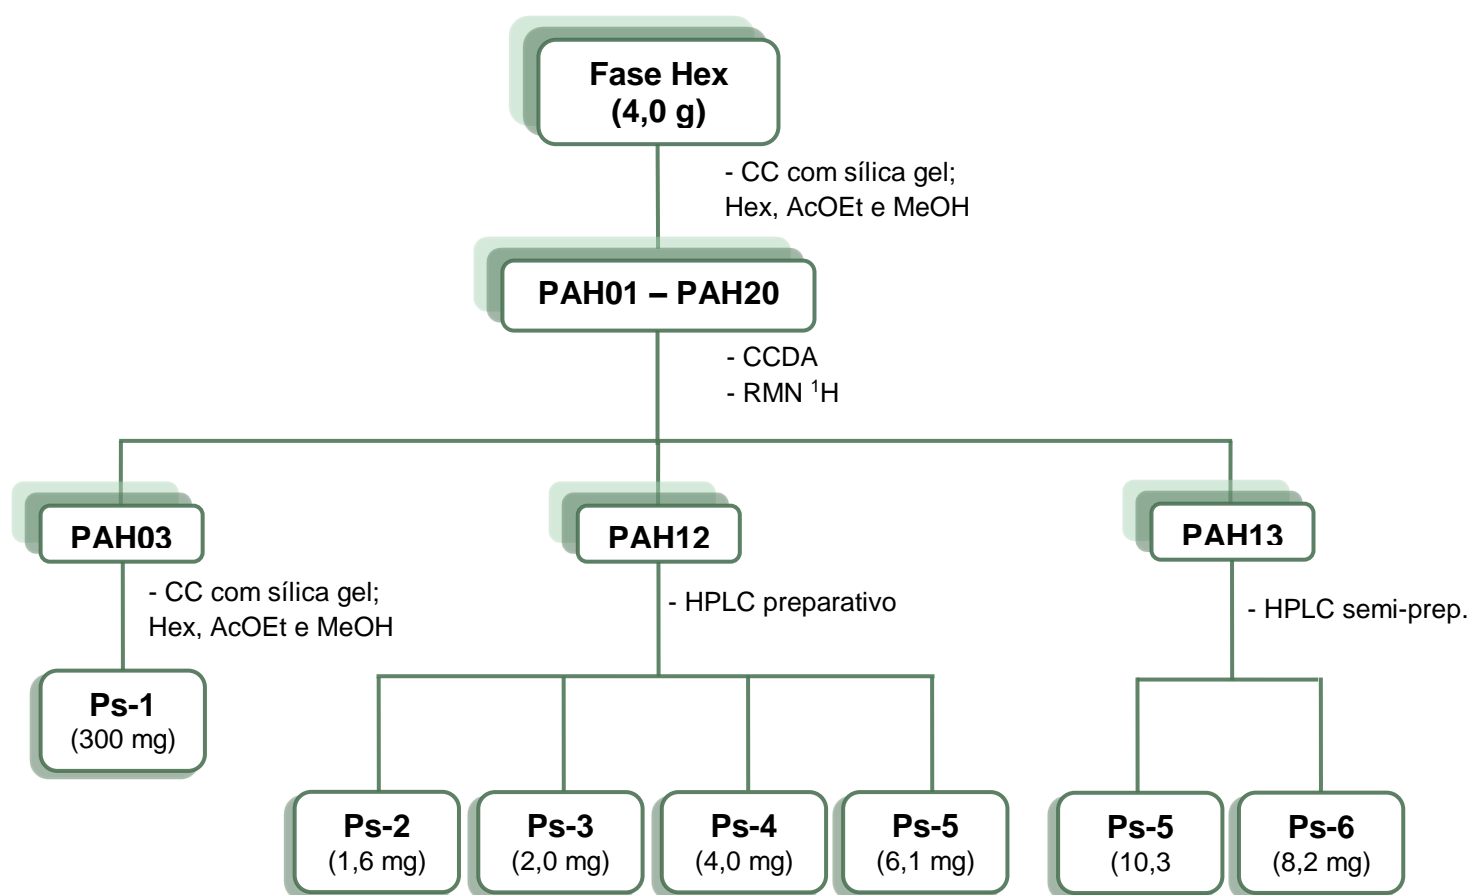 Fase Hex
(4,0 g)
- CC com sílica gel;
Hex, AcOEt e MeOH
PAH01 – PAH20
- CCDA
- RMN ¹H
PAH03
PAH12
PAH13
- CC com sílica gel;
Hex, AcOEt e MeOH
- HPLC preparativo
- HPLC semi-prep.
Ps-1
(300 mg)
Ps-2
(1,6 mg)
Ps-3
(2,0 mg)
Ps-4
(4,0 mg)
Ps-5
(6,1 mg)
Ps-5
(10,3
Ps-6
(8,2 mg)